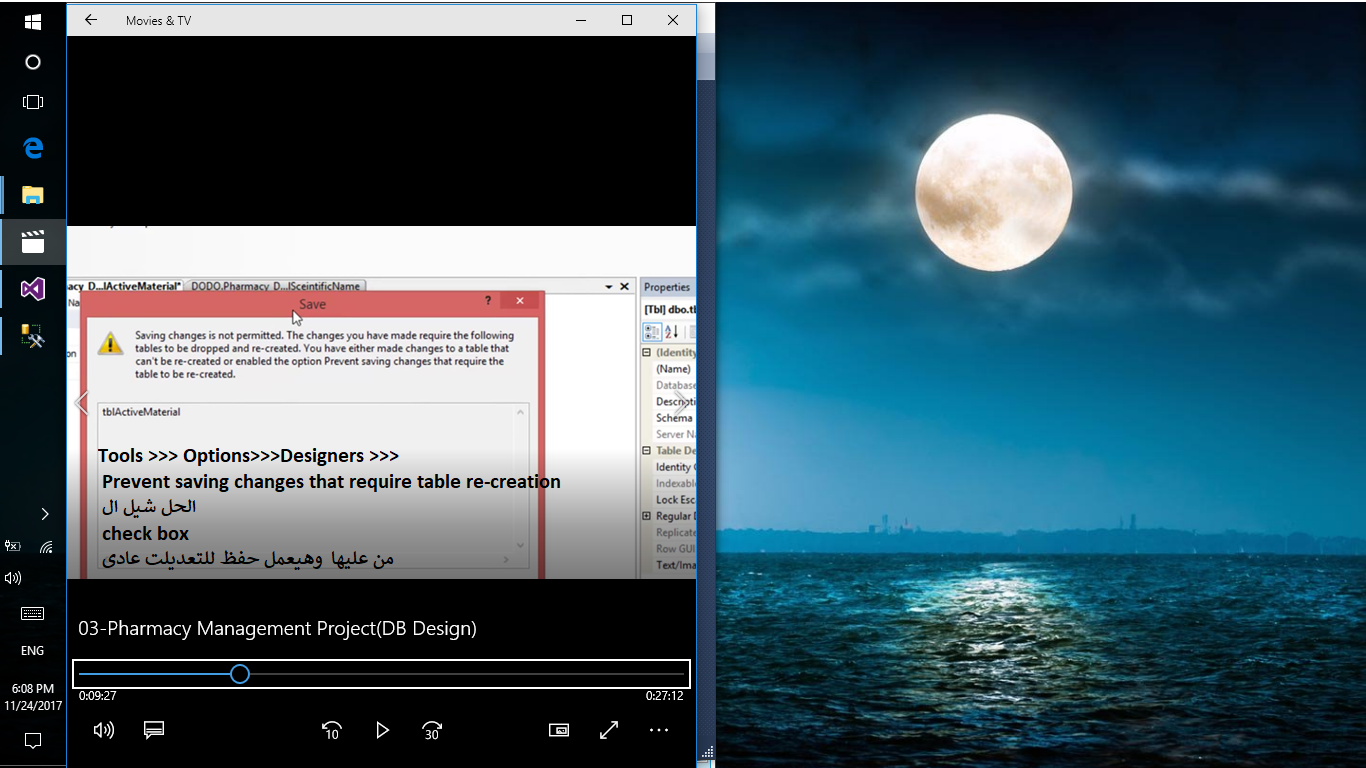 Movies & TV
lActiveMaterial*
DODO.Pharmacy_D...lSceintificName
Save
?
Saving changes is not permitted. The changes you have made require the following
tables to be dropped and re-created. You have either made changes to a table that
can't be re-created or enabled the option Prevent saving changes that require the
table to be re-created.
tblActiveMaterial
Tools >>> Options>>>Designers >>>
Prevent saving changes that require table re-creation
الحل شيل ال
check box
من عليها وهيعمل حفظ للتعديلت عادى
Properties
[Tbl] dbo.tb
(Identity
(Name)
Database
Schema
Server Na
Table De
Identity C
Indexable
Lock Esc
Regular D
Replicate
Row GUI
Text/Ima
03-Pharmacy Management Project(DB Design)
0:09:27
0:27:12
10
30
ENG
6:08 PM
11/24/2017